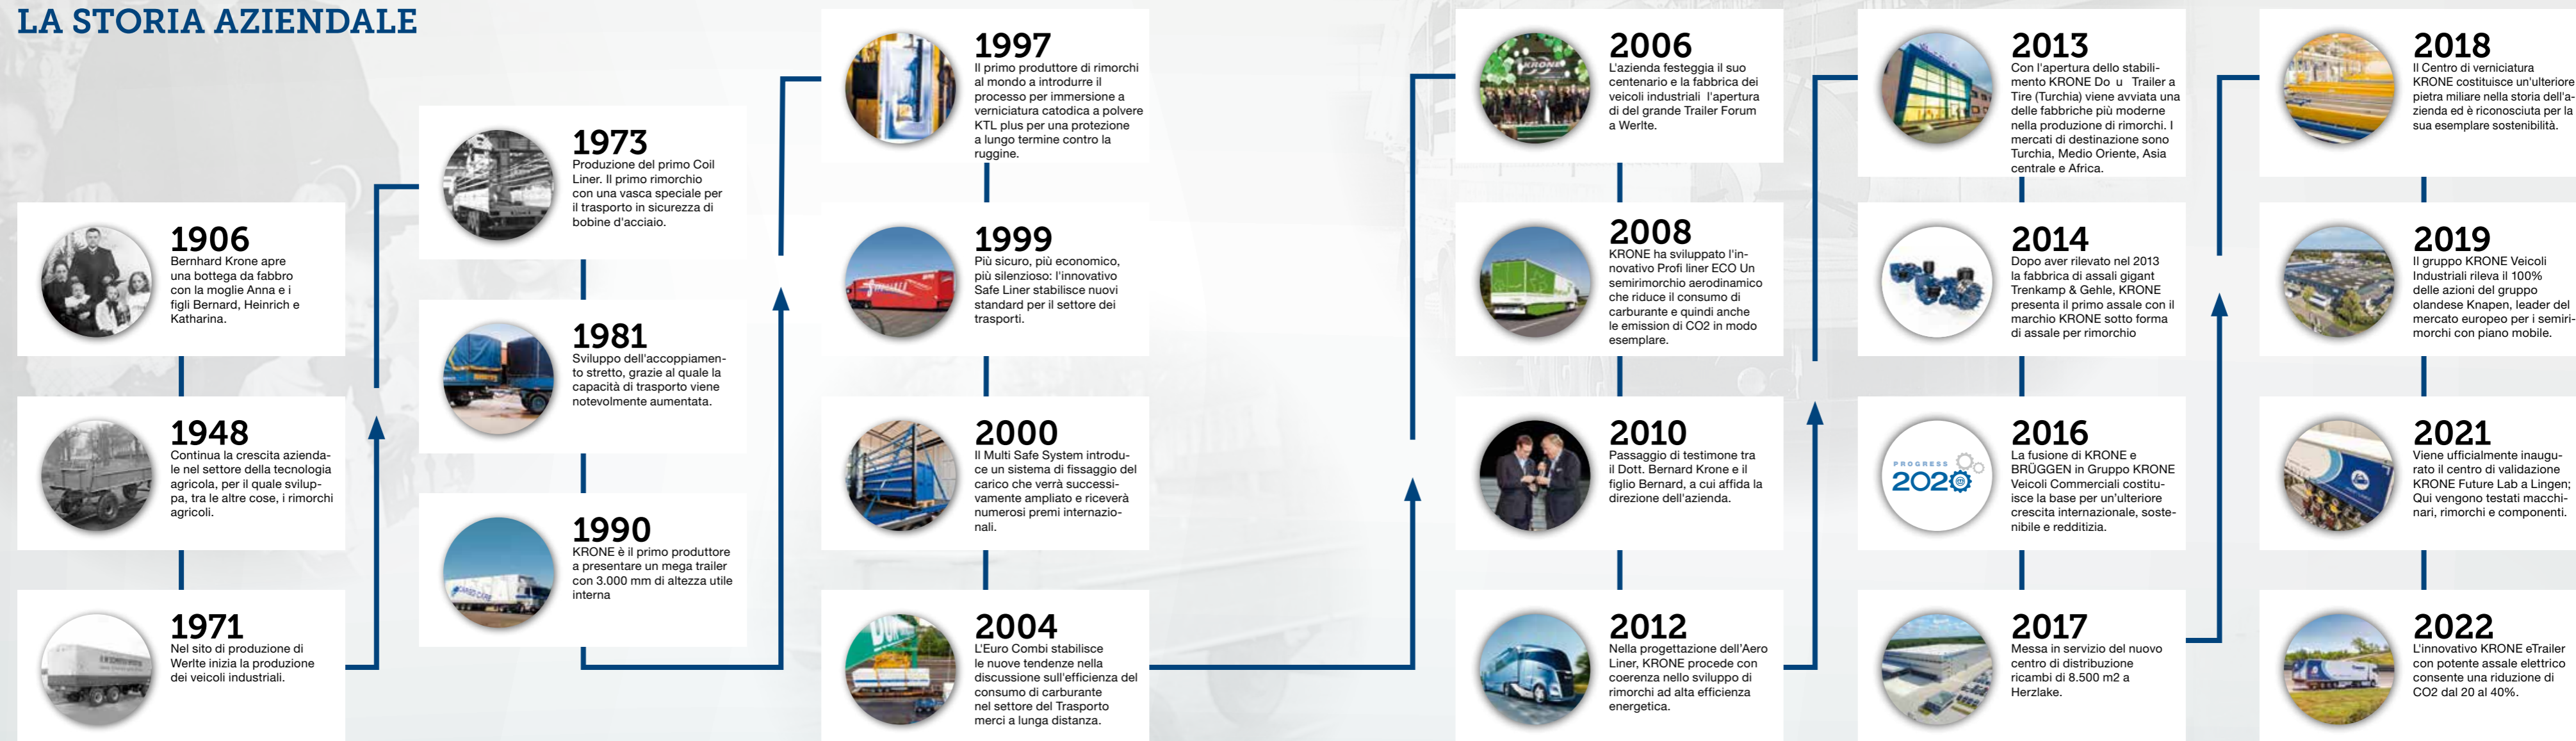 LA STORIA AZIENDALE
1906
Bernhard Krone apre
una bottega da fabbro
con la moglie Anna e i
figli Bernard, Heinrich e
Katharina.
1948
Continua la crescita azienda-
le nel settore della tecnologia
agricola, per il quale svilup-
pa, tra le altre cose, i rimorchi
agricoli.
1971
Nel sito di produzione di
Werlte inizia la produzione
dei veicoli industriali.
1973
Produzione del primo Coil
Liner. Il primo rimorchio
con una vasca speciale per
il trasporto in sicurezza di
bobine d'acciaio.
1981
Sviluppo dell'accoppiamen-
to stretto, grazie al quale la
capacità di trasporto viene
notevolmente aumentata.
1990
KRONE è il primo produttore
a presentare un mega trailer
con 3.000 mm di altezza utile
interna
CARGO CARE
1997
Il primo produttore di rimorchi
al mondo a introdurre il
processo per immersione a
verniciatura catodica a polvere
KTL plus per una protezione
a lungo termine contro la
ruggine.
1999
Più sicuro, più economico,
più silenzioso: l'innovativo
Safe Liner stabilisce nuovi
standard per il settore dei
trasporti.
2000
Il Multi Safe System introdu-
ce un sistema di fissaggio del
carico che verrà successi-
vamente ampliato e riceverà
numerosi premi internazio-
nali.
2004
L'Euro Combi stabilisce
le nuove tendenze nella
discussione sull'efficienza del
consumo di carburante
nel settore del Trasporto
merci a lunga distanza.
2006
L'azienda festeggia il suo
centenario e la fabbrica dei
veicoli industriali l'apertura
di del grande Trailer Forum
a Werlte.
KRONE
2008
KRONE ha sviluppato l'in-
novativo Profi liner ECO Un
semirimorchio aerodinamico
che riduce il consumo di
carburante e quindi anche
le emission di CO2 in modo
esemplare.
2010
Passaggio di testimone tra
il Dott. Bernard Krone e il
figlio Bernard, a cui affida la
direzione dell'azienda.
2012
Nella progettazione dell'Aero
Liner, KRONE procede con
coerenza nello sviluppo di
rimorchi ad alta efficienza
energetica.
2013
Con l'apertura dello stabili-
mento KRONE Do u Trailer a
Tire (Turchia) viene avviata una
delle fabbriche più moderne
nella produzione di rimorchi. I
mercati di destinazione sono
Turchia, Medio Oriente, Asia
centrale e Africa.
2014
Dopo aver rilevato nel 2013
la fabbrica di assali gigant
Trenkamp & Gehle, KRONE
presenta il primo assale con il
marchio KRONE sotto forma
di assale per rimorchio
2016
La fusione di KRONE e
BRÜGGEN in Gruppo KRONE
Veicoli Commerciali costitu-
isce la base per un'ulteriore
crescita internazionale, soste-
nibile e redditizia.
PROGRESS
2020
2017
Messa in servizio del nuovo
centro di distribuzione
ricambi di 8.500 m2 a
Herzlake.
2018
Il Centro di verniciatura
KRONE costituisce un'ulteriore
pietra miliare nella storia dell'a-
zienda ed è riconosciuta per la
sua esemplare sostenibilità.
2019
Il gruppo KRONE Veicoli
Industriali rileva il 100%
delle azioni del gruppo
olandese Knapen, leader del
mercato europeo per i semiri-
morchi con piano mobile.
2021
Viene ufficialmente inaugu-
rato il centro di validazione
KRONE Future Lab a Lingen;
Qui vengono testati macchi-
nari, rimorchi e componenti.
2022
L'innovativo KRONE eTrailer
con potente assale elettrico
consente una riduzione di
CO2 dal 20 al 40%.